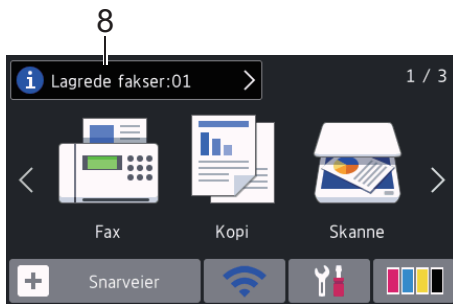 8
Lagrede fakser:01
1 / 3
Fax
Kopi
Skanne
Snarveier